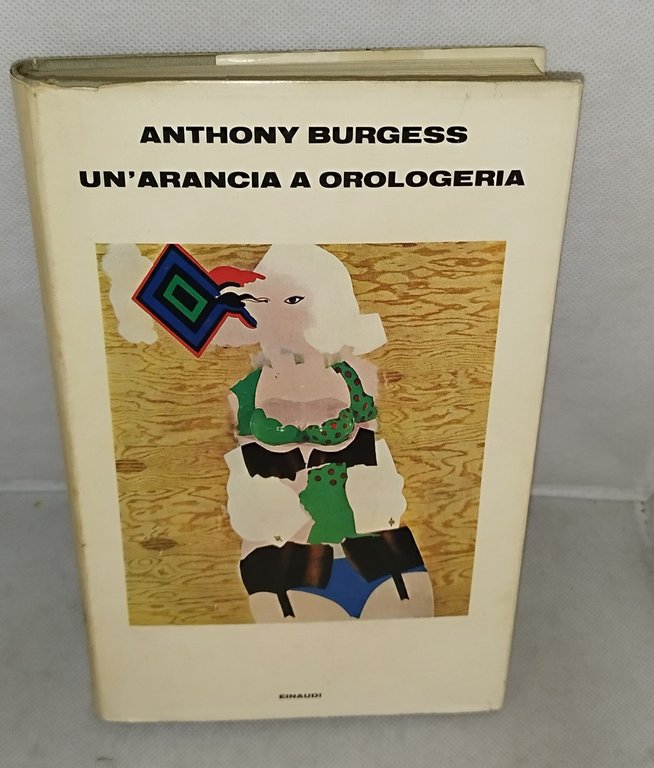 ANTHONY BURGESS
UN'ARANCIA A OROLOGERIA
EINAUDI